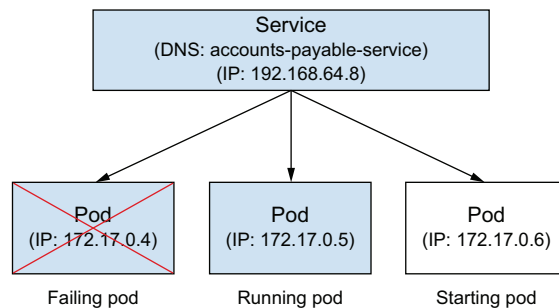 Service
(DNS: accounts-payable-service)
(IP: 192.168.64.8)
Pod
(IP: 172.17.0.4)
Pod
(IP: 172.17.0.5)
Pod
(IP: 172.17.0.6)
Failing pod
Running pod
Starting pod